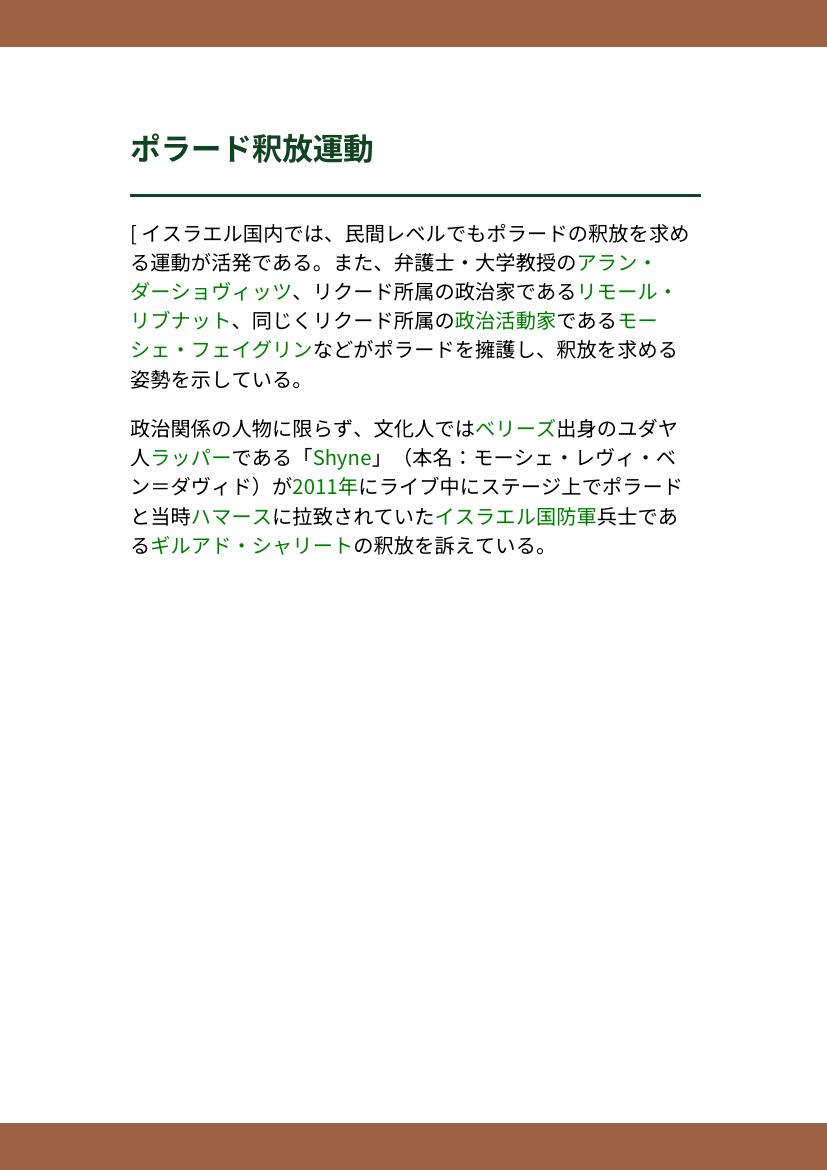 ポラード釈放運動
[ イスラエル国内では、民間レベルでもポラードの釈放を求め
る運動が活発である。また、弁護士・大学教授のアラン・
ダーショヴィッツ、リクード所属の政治家であるリモール・
リブナット、同じくリクード所属の政治活動家であるモー
シェ・フェイグリンなどがポラードを擁護し、釈放を求める
姿勢を示している。
政治関係の人物に限らず、文化人ではベリーズ出身のユダヤ
人ラッパーである「Shyne」（本名：モーシェ・レヴィ・ベ
ン＝ダヴィド）が2011年にライブ中にステージ上でポラード
と当時ハマースに拉致されていたイスラエル国防軍兵士であ
るギルアド・シャリートの釈放を訴えている。